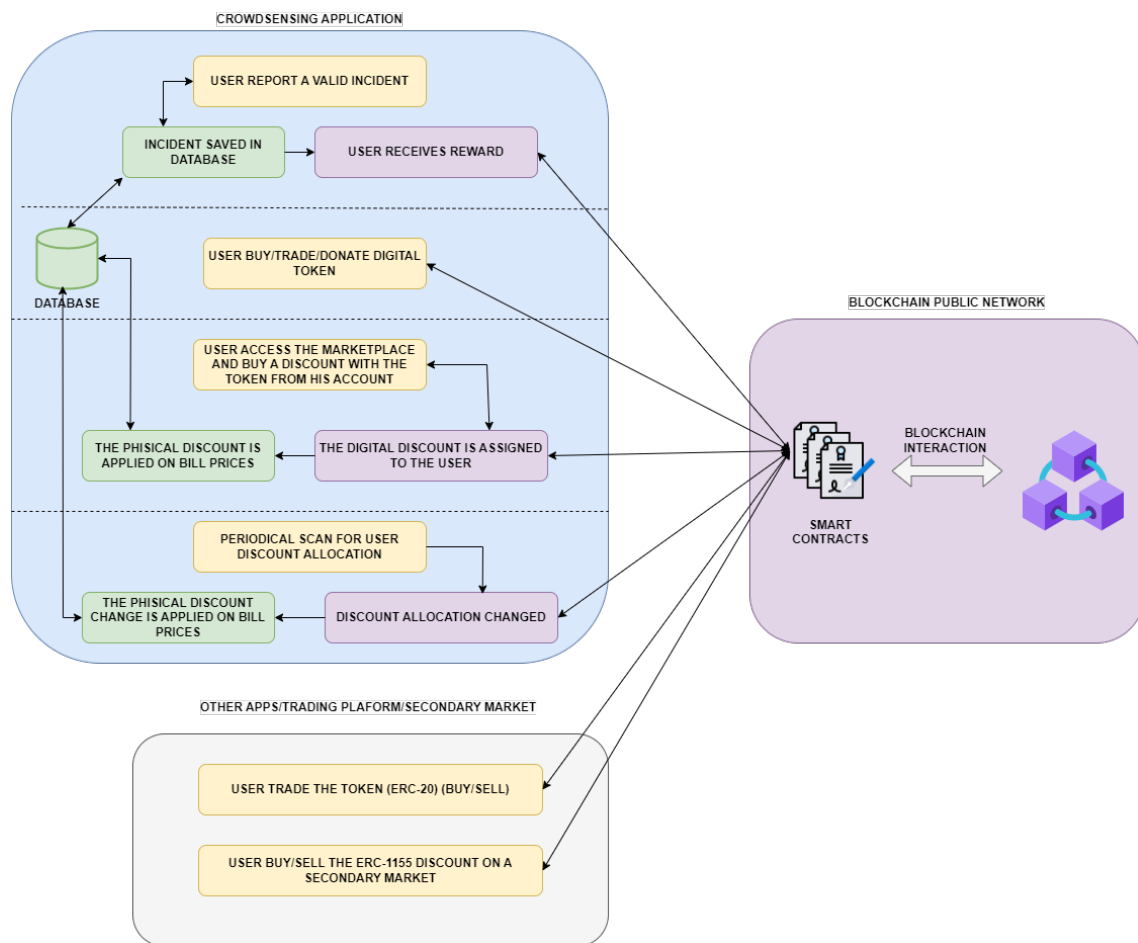 CROWDSENSING APPLICATION
USER REPORT A VALID INCIDENT
INCIDENT SAVED IN
DATABASE
USER RECEIVES REWARD
USER BUY/TRADE/DONATE DIGITAL
TOKEN
DATABASE
USER ACCESS THE MARKETPLACE
AND BUY A DISCOUNT WITH THE
TOKEN FROM HIS ACCOUNT
THE PHISICAL DISCOUNT IS
APPLIED ON BILL PRICES
THE DIGITAL DISCOUNT IS ASSIGNED
TO THE USER
PERIODICAL SCAN FOR USER
DISCOUNT ALLOCATION
THE PHISICAL DISCOUNT
CHANGE IS APPLIED ON BILL
PRICES
DISCOUNT ALLOCATION CHANGED
BLOCKCHAIN PUBLIC NETWORK
BLOCKCHAIN
INTERACTION
SMART
CONTRACTS
OTHER APPS/TRADING PLAFORM/SECONDARY MARKET
USER TRADE THE TOKEN (ERC-20) (BUY/SELL)
USER BUY/SELL THE ERC-1155 DISCOUNT ON A
SECONDARY MARKET